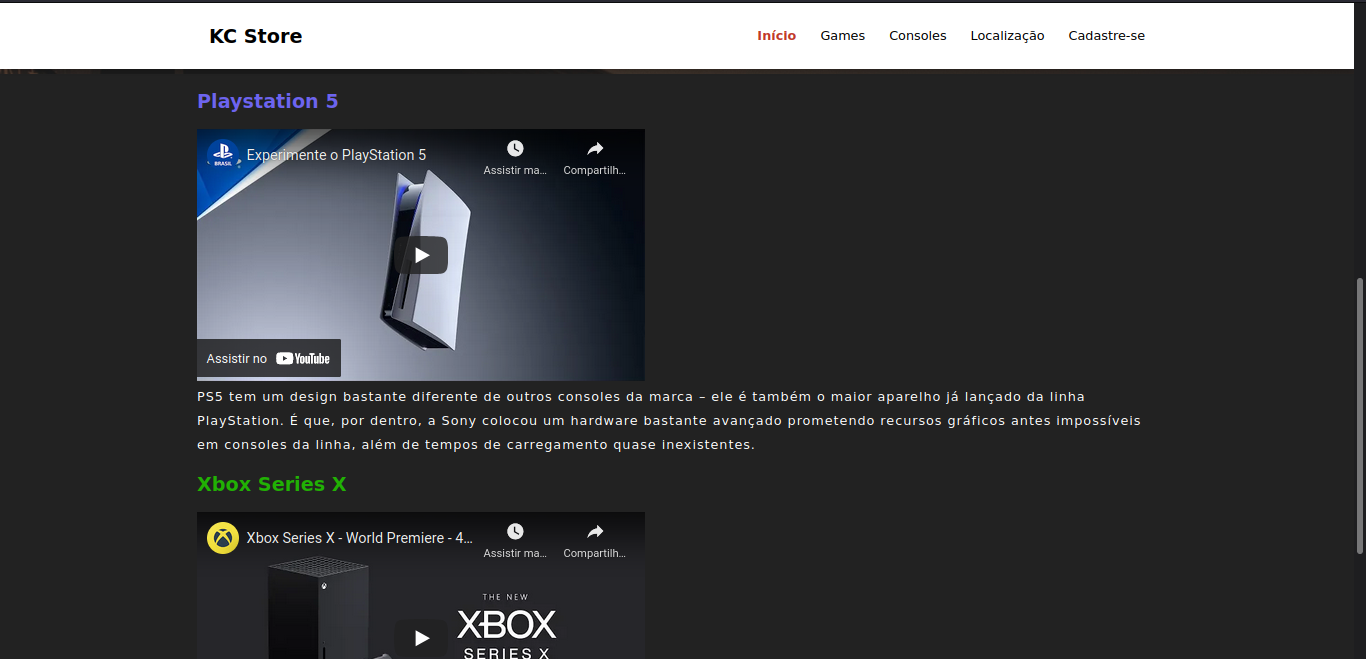 KC Store
Início Games Consoles Localização Cadastre-se
Playstation 5
BRASIL
Experimente o PlayStation 5
Assistir ma...
Compartilh...
Assistir no YouTube
PS5 tem um design bastante diferente de outros consoles da marca – ele é também o maior aparelho já lançado da linha
PlayStation. É que, por dentro, a Sony colocou um hardware bastante avançado prometendo recursos gráficos antes impossíveis
em consoles da linha, além de tempos de carregamento quase inexistentes.
Xbox Series X
Xbox Series X - World Premiere - 4...
Assistir ma...
Compartilh...
THE NEW
XBOX
SERIES X